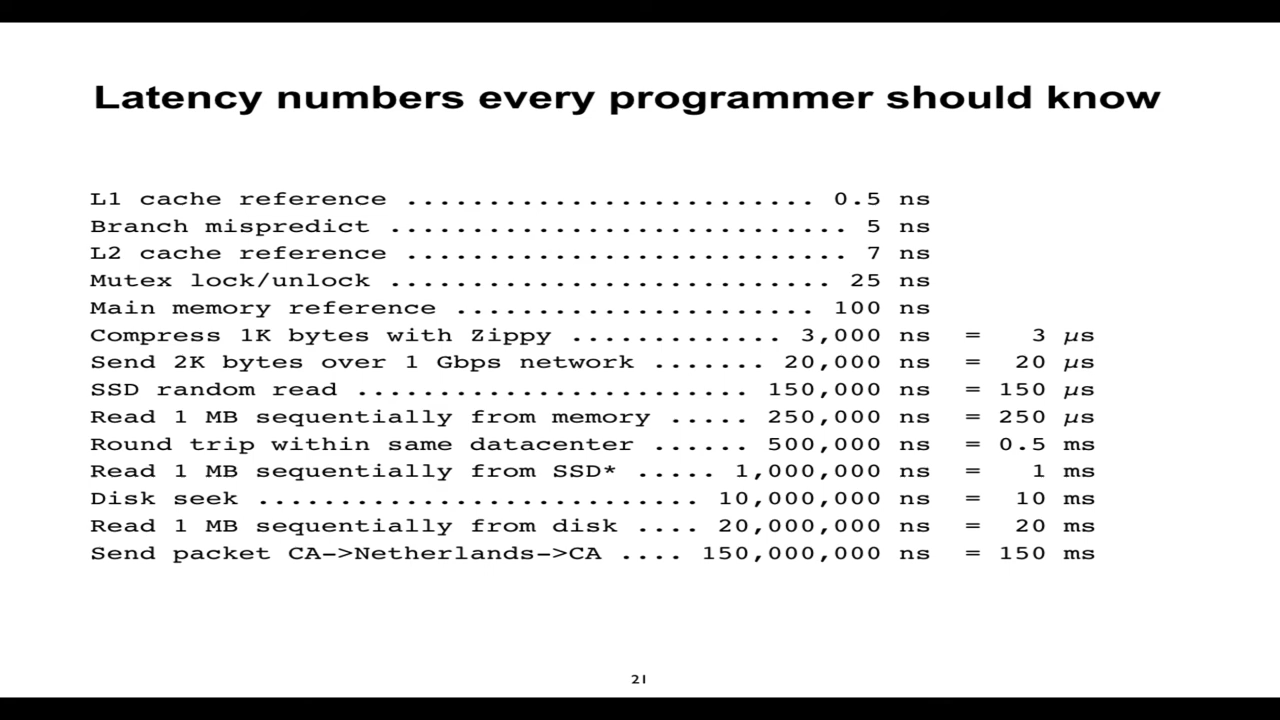 Latency numbers every programmer should know
L1 cache reference ......................... 0.5 ns
Branch mispredict ............................ 5 ns
L2 cache reference ........................... 7 ns
Mutex lock/unlock ........................... 25 ns
Main memory reference ...................... 100 ns
Compress 1K bytes with Zippy ............. 3,000 ns = 3 µs
Send 2K bytes over 1 Gbps network ....... 20,000 ns = 20 µs
SSD random read ........................ 150,000 ns = 150 µs
Read 1 MB sequentially from memory ..... 250,000 ns = 250 µs
Round trip within same datacenter ...... 500,000 ns = 0.5 ms
Read 1 MB sequentially from SSD* ..... 1,000,000 ns = 1 ms
Disk seek ........................... 10,000,000 ns = 10 ms
Read 1 MB sequentially from disk .... 20,000,000 ns = 20 ms
Send packet CA->Netherlands->CA .... 150,000,000 ns = 150 ms
21